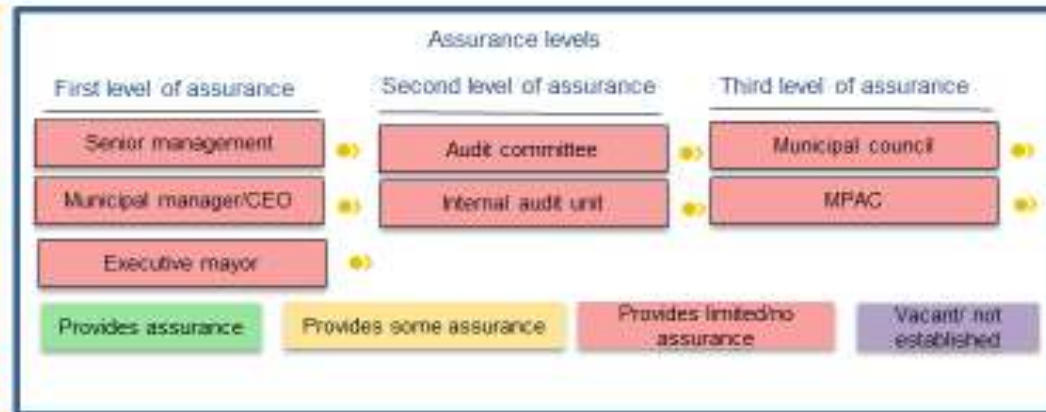 Assurance levels
First level of assurance
Second level of assurance
Third level of assurance
Senior management
Audit committee
Municipal council
Municipal manager/CEO
Internal audit unit
MPAC
Executive mayor
Provides assurance
Provides some assurance
Provides limited/no
assurance
Vacant/ not
established